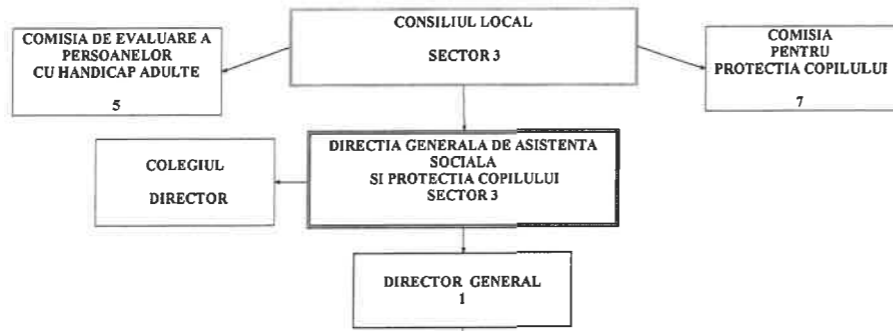 CONSILIUL LOCAL
SECTOR 3
COMISIA DE EVALUARE A
PERSOANELOR
CU HANDICAP ADULTE
5
COMISIA
PENTRU
PROTECTIA COPILULUI
7
DIRECTIA GENERALA DE ASISTENTA
SOCIALA
SI PROTECTIA COPILULUI
SECTOR 3
COLEGIUL
DIRECTOR
DIRECTOR GENERAL
1